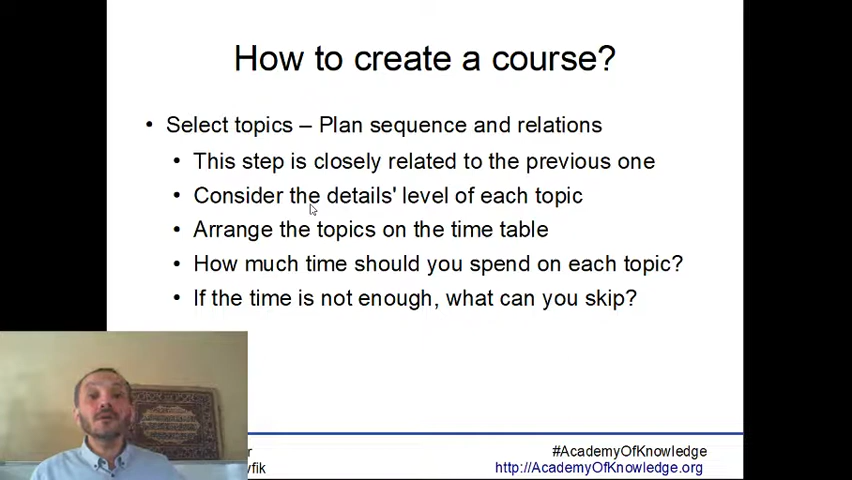 How to create a course?
• Select topics – Plan sequence and relations
• This step is closely related to the previous one
• Consider the details' level of each topic
• Arrange the topics on the time table
• How much time should you spend on each topic?
• If the time is not enough, what can you skip?
#AcademyOfKnowledge
http://AcademyOfKnowledge.org